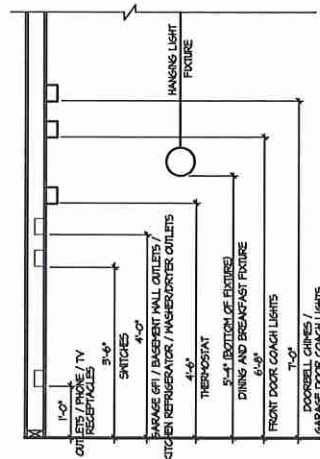 HANGING LIGHT
FIXTURE
1'-0"
OUTLETS / PHONE / TV
RECEPTACLES
3'-6"
SWITCHES
4'-0"
GARAGE GFI / BASEMENT WALL OUTLETS /
KITCHEN REFRIGERATOR / WASHER/DRYER OUTLETS
4'-6"
THERMOSTAT
5'-4" (BOTTOM OF FIXTURE)
DINING AND BREAKFAST FIXTURE
6'-8"
FRONT DOOR COACH LIGHTS
7'-0"
DOORBELL CHIMES /
GARAGE DOOR COACH LIGHTS